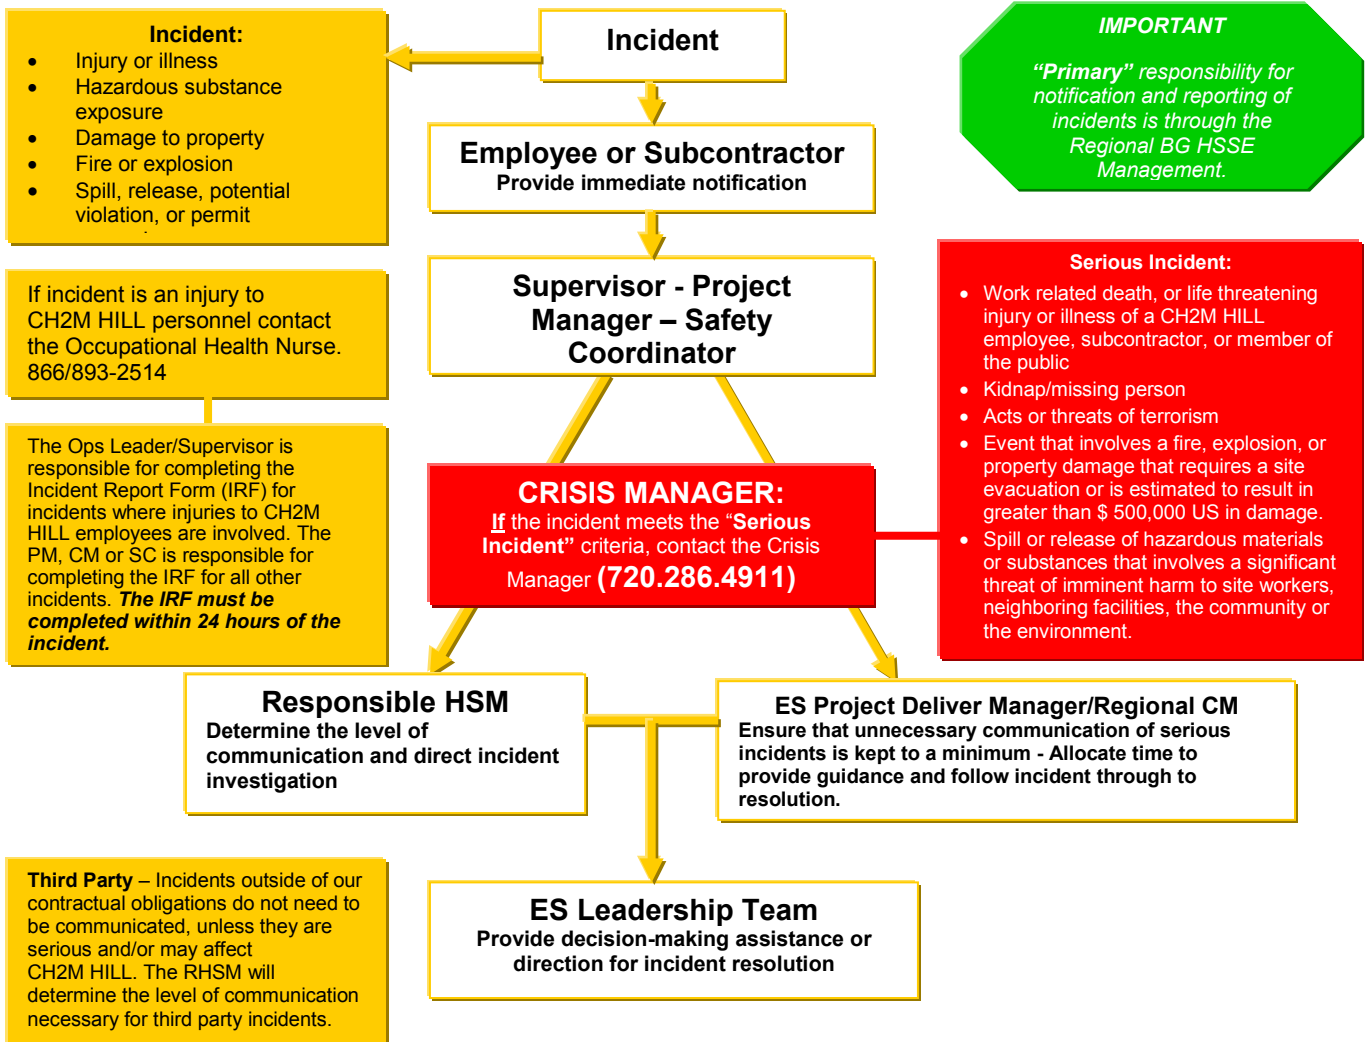 Incident:
• Injury or illness
• Hazardous substance
exposure
• Damage to property
• Fire or explosion
• Spill, release, potential
violation, or permit
Incident
IMPORTANT
“Primary” responsibility for
notification and reporting of
incidents is through the
Regional BG HSSE
Management.
Employee or Subcontractor
Provide immediate notification
Supervisor - Project
Manager – Safety
Coordinator
If incident is an injury to
CH2M HILL personnel contact
the Occupational Health Nurse.
866/893-2514
The Ops Leader/Supervisor is
responsible for completing the
Incident Report Form (IRF) for
incidents where injuries to CH2M
HILL employees are involved. The
PM, CM or SC is responsible for
completing the IRF for all other
incidents. The IRF must be
completed within 24 hours of the
incident.
CRISIS MANAGER:
If the incident meets the “Serious
Incident” criteria, contact the Crisis
Manager (720.286.4911)
Serious Incident:
• Work related death, or life threatening
injury or illness of a CH2M HILL
employee, subcontractor, or member of
the public
• Kidnap/missing person
• Acts or threats of terrorism
• Event that involves a fire, explosion, or
property damage that requires a site
evacuation or is estimated to result in
greater than $ 500,000 US in damage.
• Spill or release of hazardous materials
or substances that involves a significant
threat of imminent harm to site workers,
neighboring facilities, the community or
the environment.
Responsible HSM
Determine the level of
communication and direct incident
investigation
ES Project Deliver Manager/Regional CM
Ensure that unnecessary communication of serious
incidents is kept to a minimum - Allocate time to
provide guidance and follow incident through to
resolution.
Third Party – Incidents outside of our
contractual obligations do not need to
be communicated, unless they are
serious and/or may affect
CH2M HILL. The RHSM will
determine the level of communication
necessary for third party incidents.
ES Leadership Team
Provide decision-making assistance or
direction for incident resolution